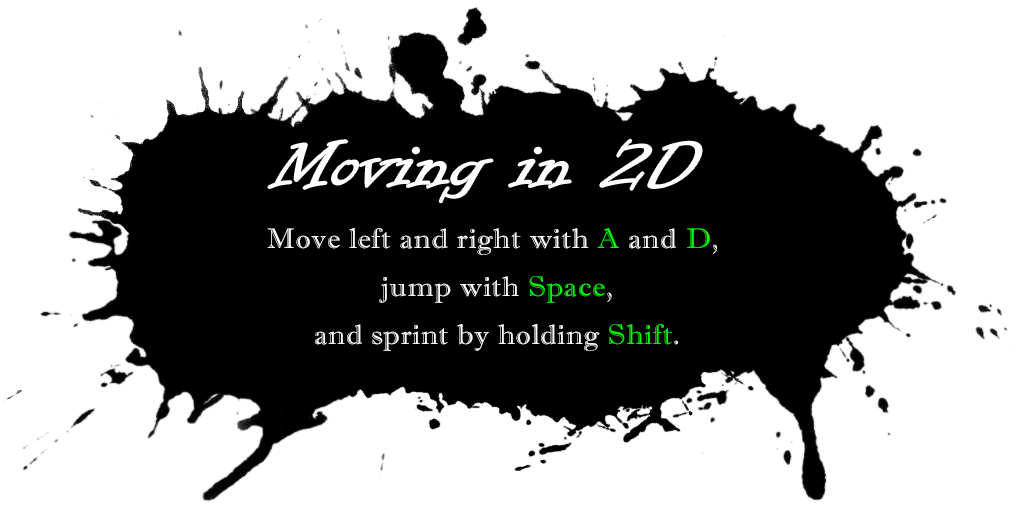 Moving in 2D
Move left and right with A and D,
jump with Space,
and sprint by holding Shift.